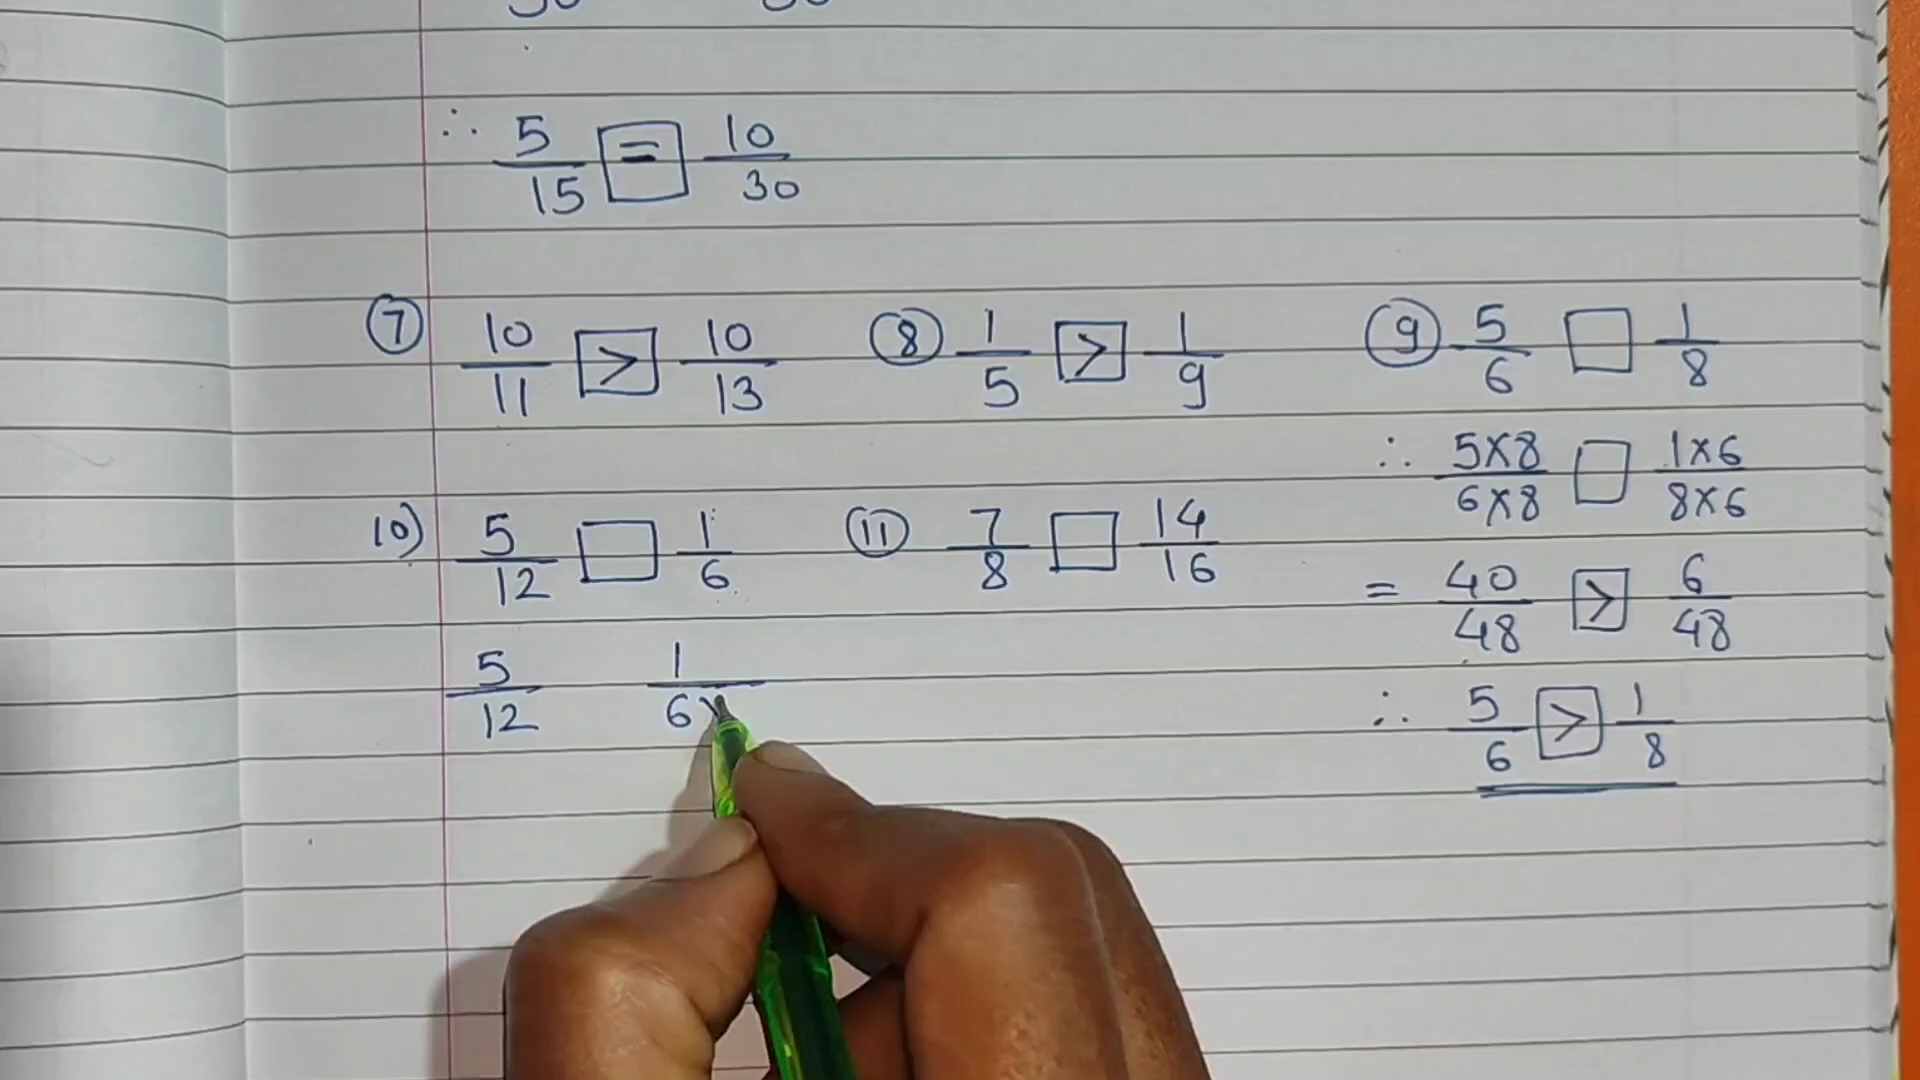 ∴ 5/15 = 10/30
⑦ 10/11 > 10/13
⑧ 1/5 > 1/9
⑨ 5/6 □ 1/8
∴ 5×8/6×8 □ 1×6/8×6
= 40/48 > 6/48
∴ 5/6 > 1/8
10) 5/12 □ 1/6
⑪ 7/8 □ 14/16
5/12 1/6